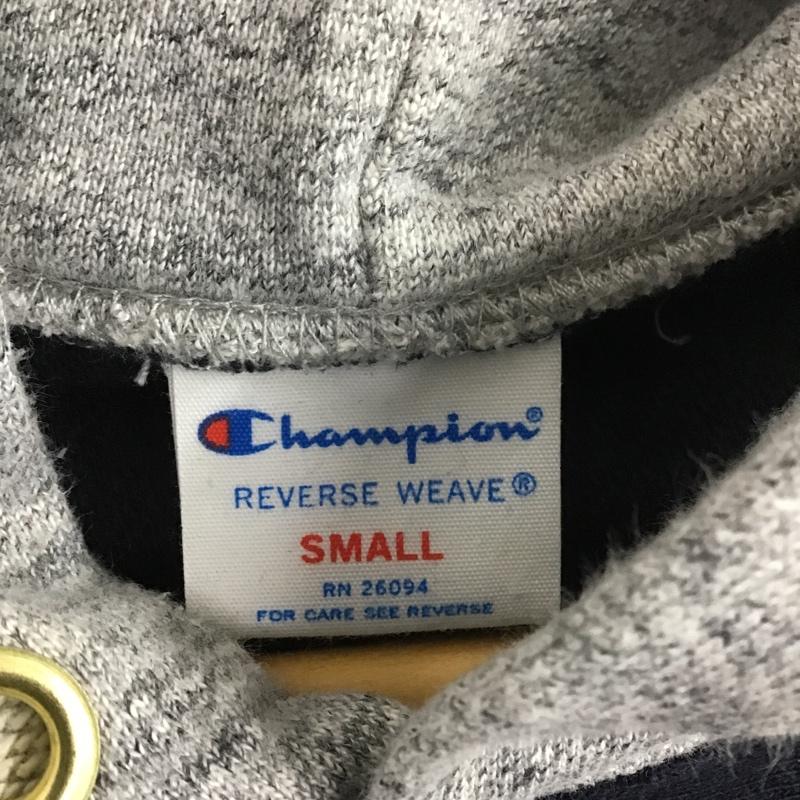 Champion®
REVERSE WEAVE®
SMALL
RN 26094
FOR CARE SEE REVERSE